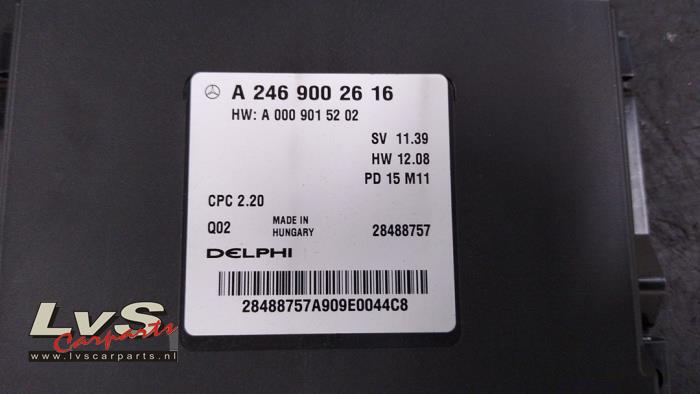 A 246 900 26 16
HW: A 000 901 52 02
SV 11.39
HW 12.08
PD 15 M11
CPC 2.20
Q02 MADE IN HUNGARY 28488757
DELPHI
28488757A909E0044C8
LvS
Carparts
www.lvscarparts.nl